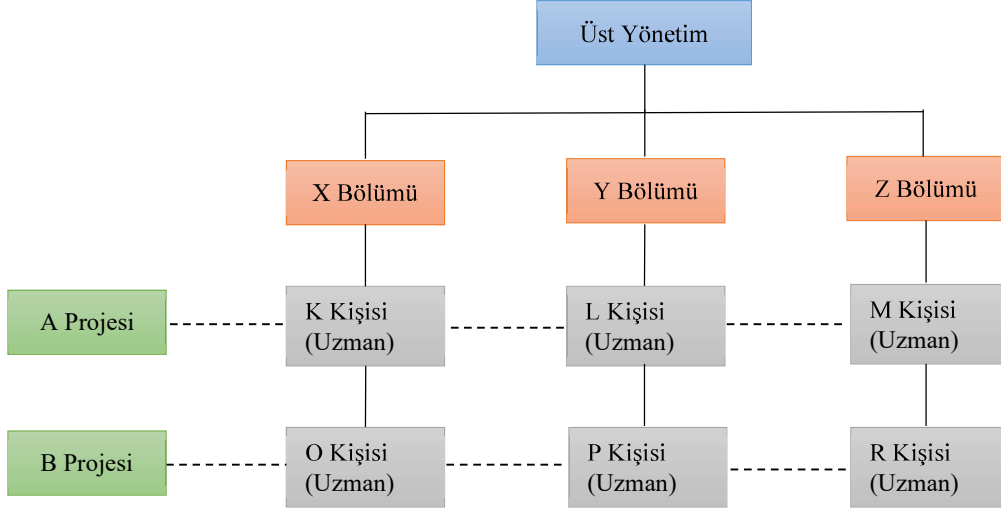 Üst Yönetim
X Bölümü
Y Bölümü
Z Bölümü
A Projesi
K Kişisi
(Uzman)
L Kişisi
(Uzman)
M Kişisi
(Uzman)
B Projesi
O Kişisi
(Uzman)
P Kişisi
(Uzman)
R Kişisi
(Uzman)